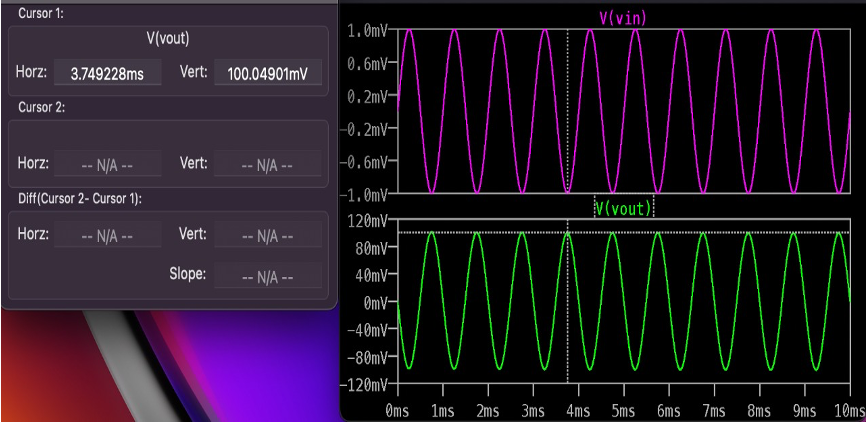 Cursor 1:
V(vout)
Horz: 3.749228ms Vert: 100.04901mV
Cursor 2:
Horz: -- N/A -- Vert: -- N/A --
Diff(Cursor 2- Cursor 1):
Horz: -- N/A -- Vert: -- N/A --
Slope: -- N/A --
V(vin)
1.0mV
0.6mV
0.2mV
-0.2mV
-0.6mV
-1.0mV
V(vout)
120mV
80mV
40mV
0mV
-40mV
-80mV
-120mV
0ms 1ms 2ms 3ms 4ms 5ms 6ms 7ms 8ms 9ms 10ms